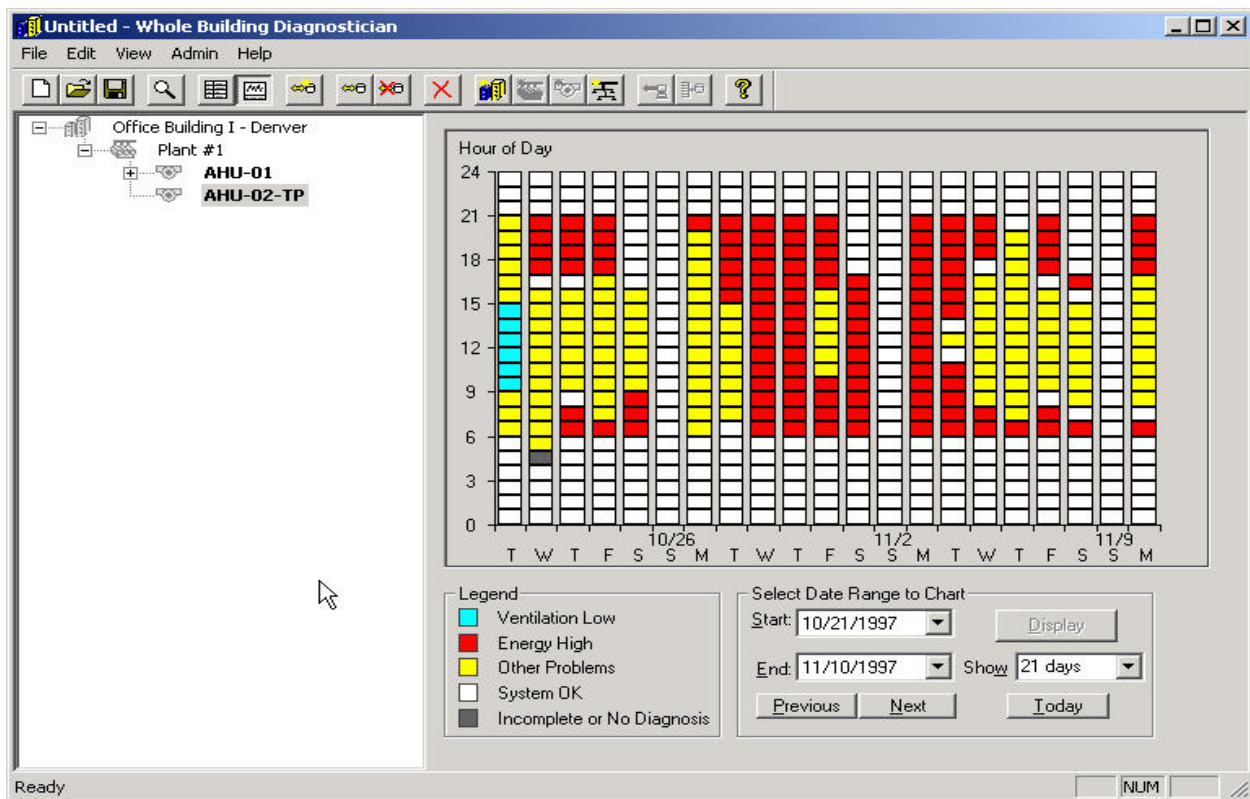 Untitled - Whole Building Diagnostician
File Edit View Admin Help
Office Building I - Denver
Plant #1
AHU-01
AHU-02-TP
Hour of Day
24
21
18
15
12
9
6
3
0
10/26 11/2 11/9
T W T F S S M T W T F S S M T W T F S S M
Legend
Ventilation Low
Energy High
Other Problems
System OK
Incomplete or No Diagnosis
Select Date Range to Chart
Start: 10/21/1997 Display
End: 11/10/1997 Show 21 days
Previous Next Today
Ready NUM